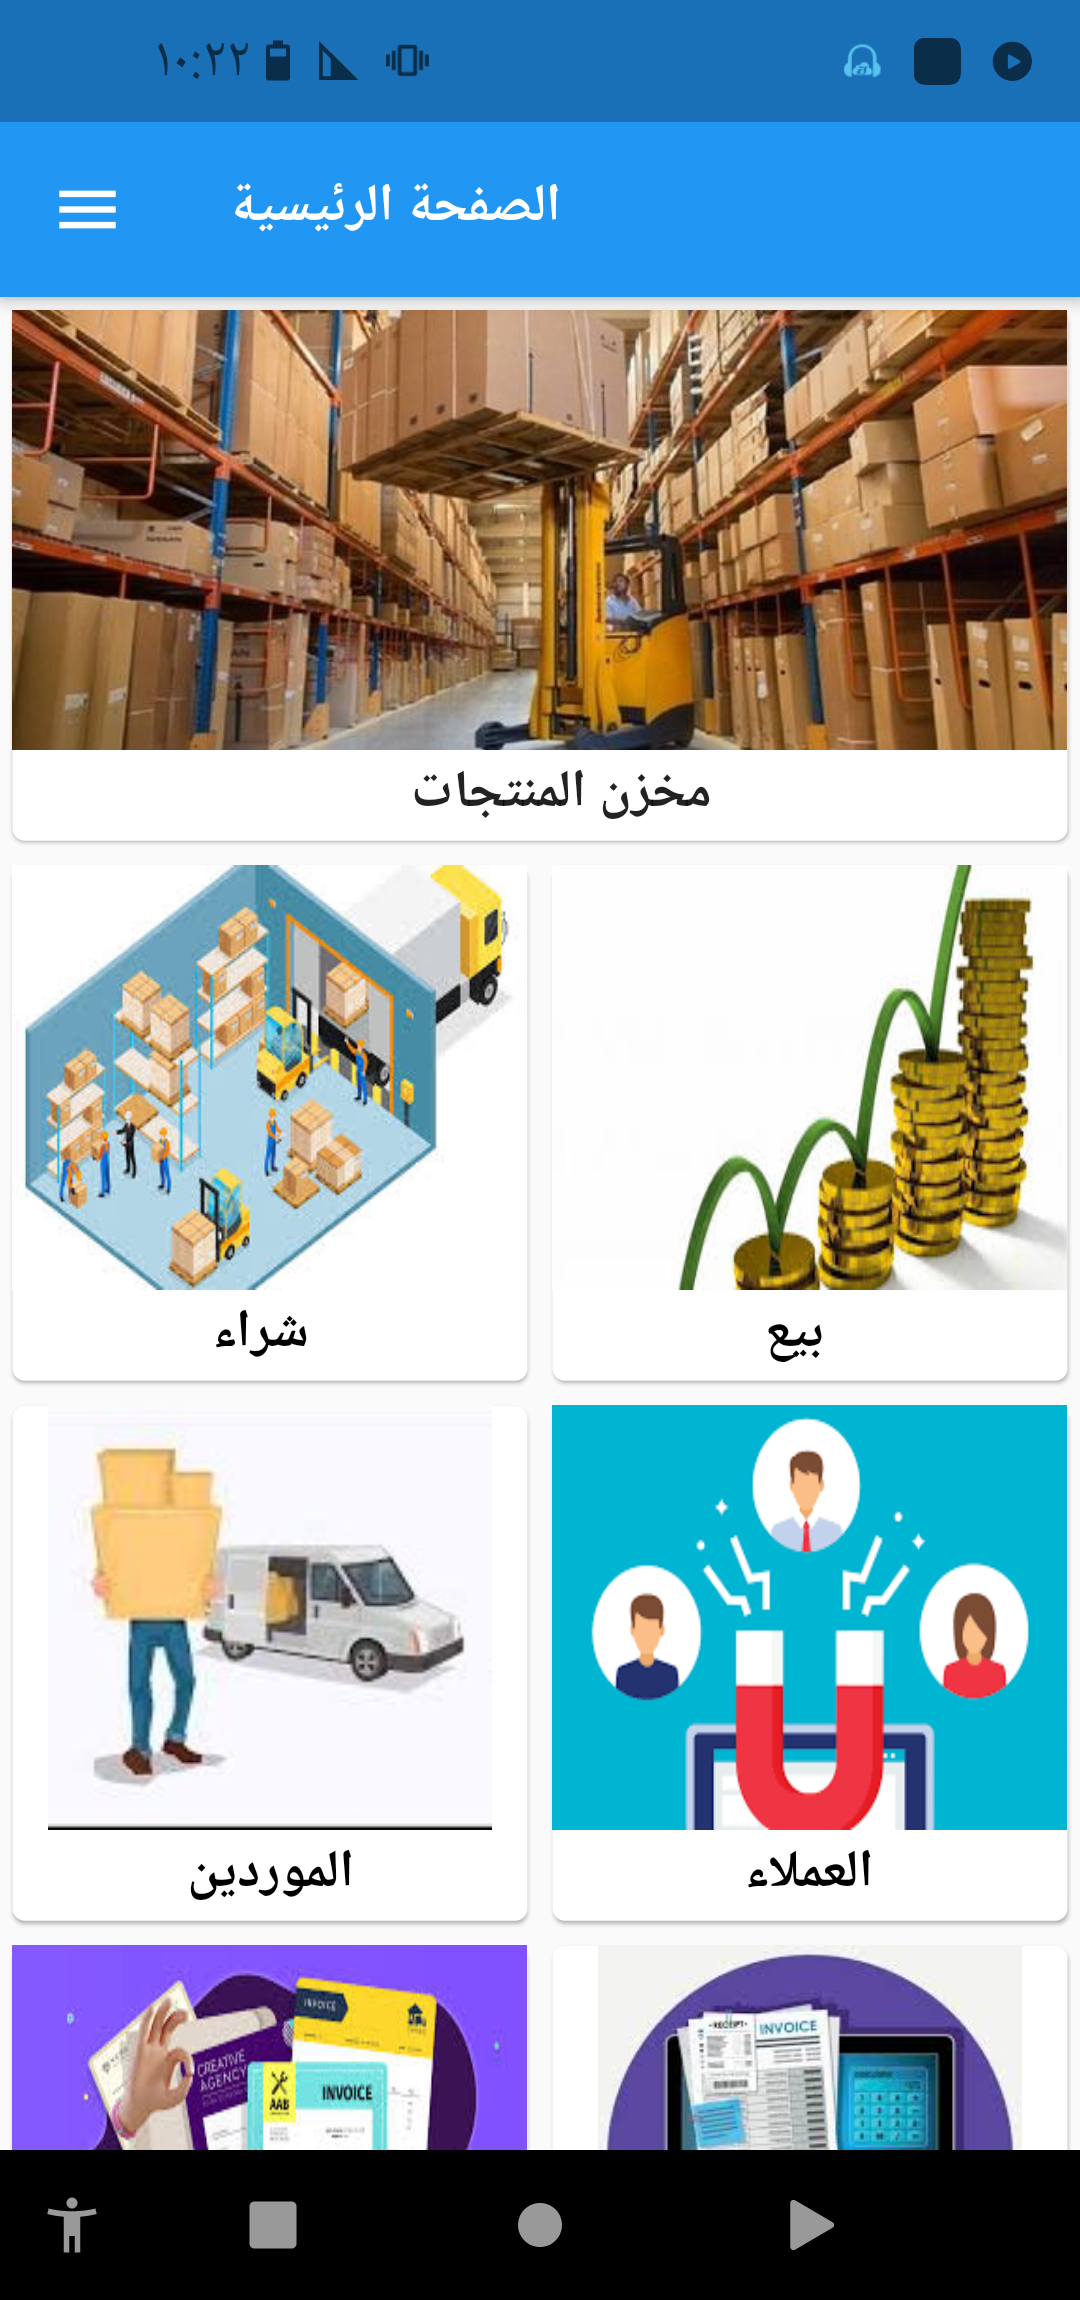 ١٠:٢٢
الصفحة الرئيسية
مخزن المنتجات
بيع
شراء
العملاء
الموردين
INVOICE
CREATIVE
AGENCY
AAB
INVOICE
RECEIPT
INVOICE